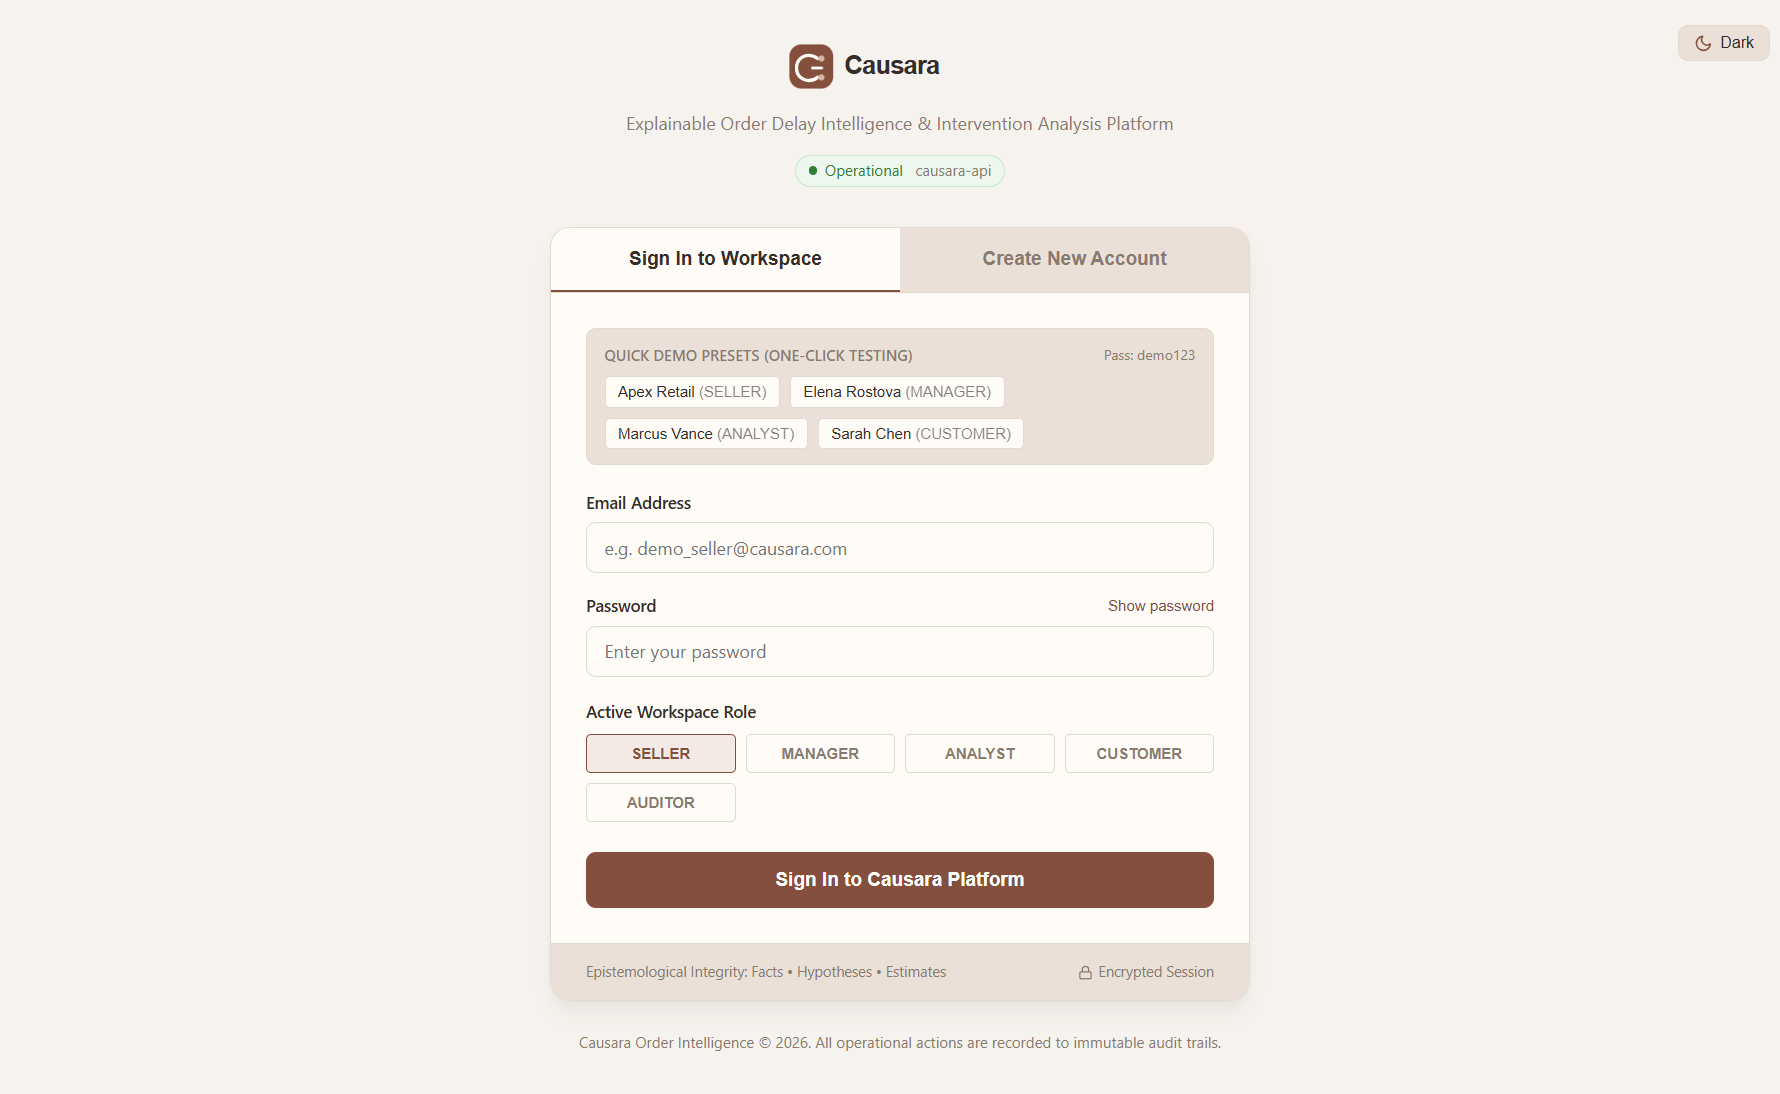 Dark
Causara
Explainable Order Delay Intelligence & Intervention Analysis Platform
Operational causara-api
Sign In to Workspace
Create New Account
QUICK DEMO PRESETS (ONE-CLICK TESTING)
Pass: demo123
Apex Retail (SELLER)
Elena Rostova (MANAGER)
Marcus Vance (ANALYST)
Sarah Chen (CUSTOMER)
Email Address
e.g. demo_seller@causara.com
Password
Show password
Enter your password
Active Workspace Role
SELLER
MANAGER
ANALYST
CUSTOMER
AUDITOR
Sign In to Causara Platform
Epistemological Integrity: Facts • Hypotheses • Estimates
Encrypted Session
Causara Order Intelligence © 2026. All operational actions are recorded to immutable audit trails.